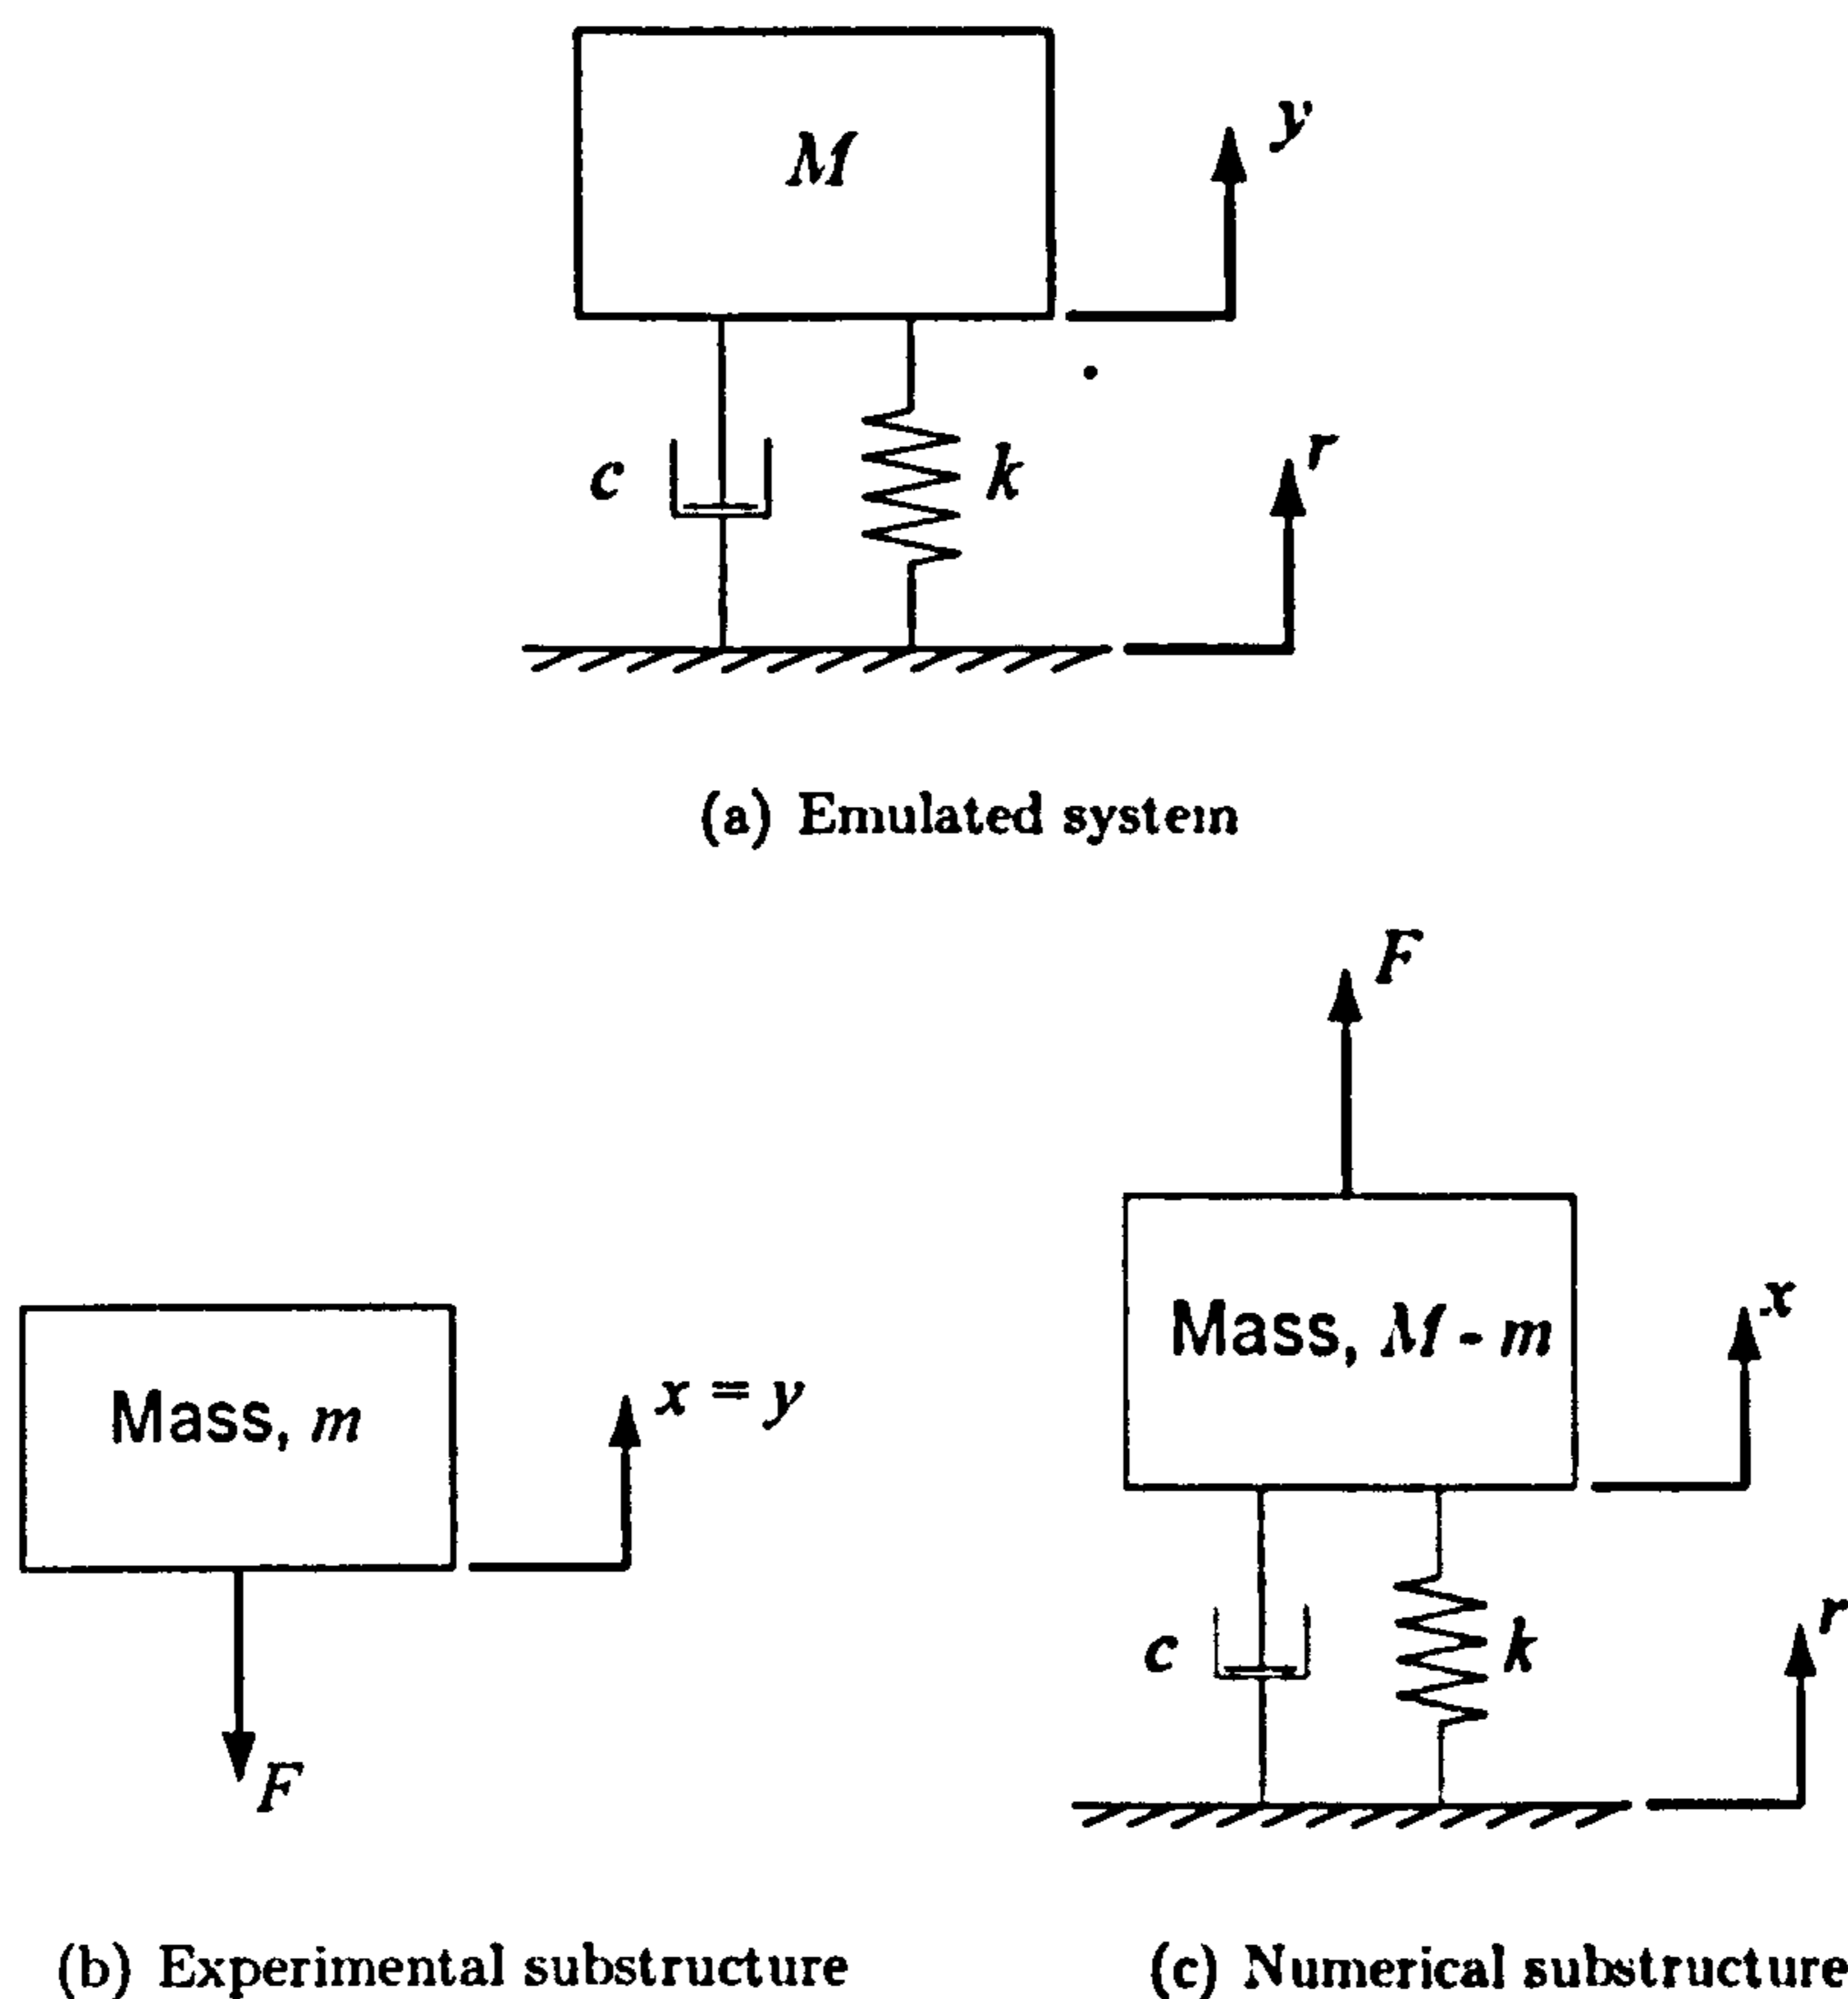 M
y
c
k
r
(a) Emulated system
F
Mass, M - m
x
Mass, m
x = y
c
k
r
F
(b) Experimental substructure
(c) Numerical substructure